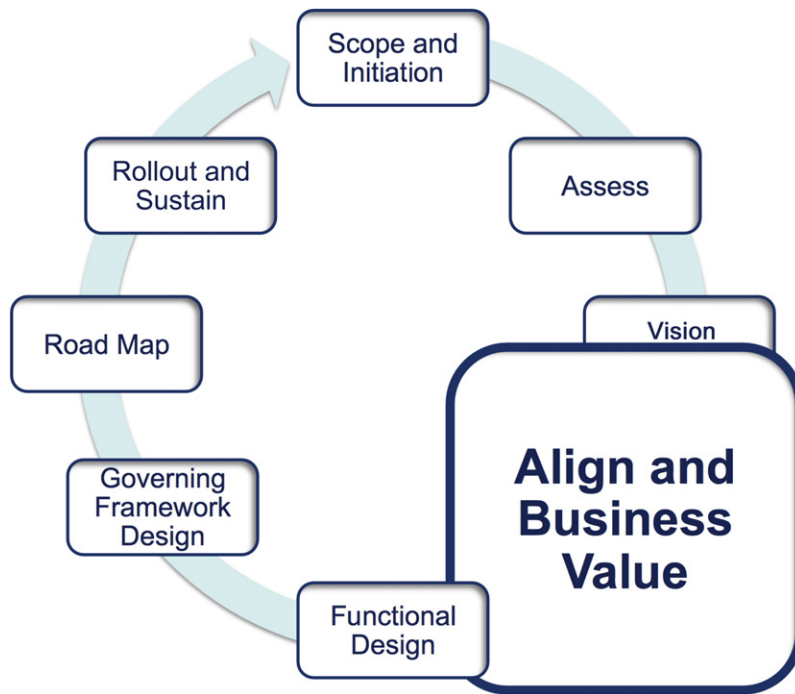 Scope and
Initiation
Assess
Vision
Align and
Business
Value
Functional
Design
Governing
Framework
Design
Road Map
Rollout and
Sustain